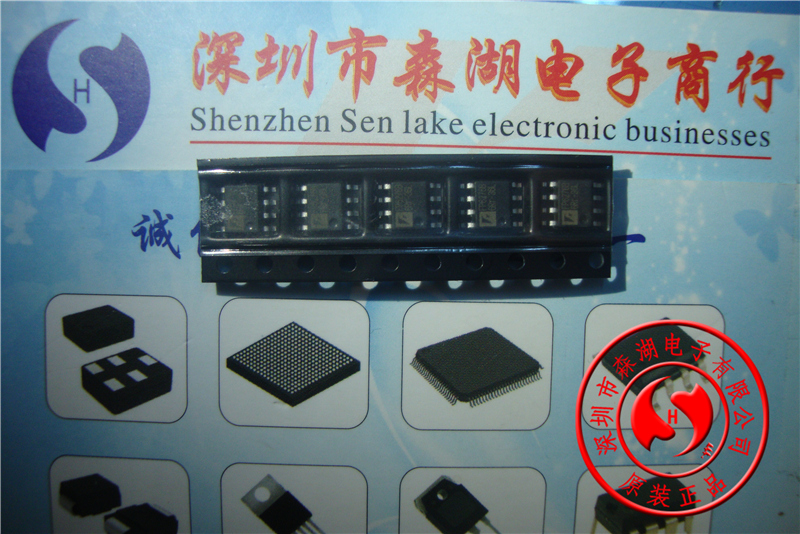 深圳市森湖电子商行
H
Shenzhen Sen lake electronic businesses
诚
深圳市森湖电子有限公司
H
原装正品